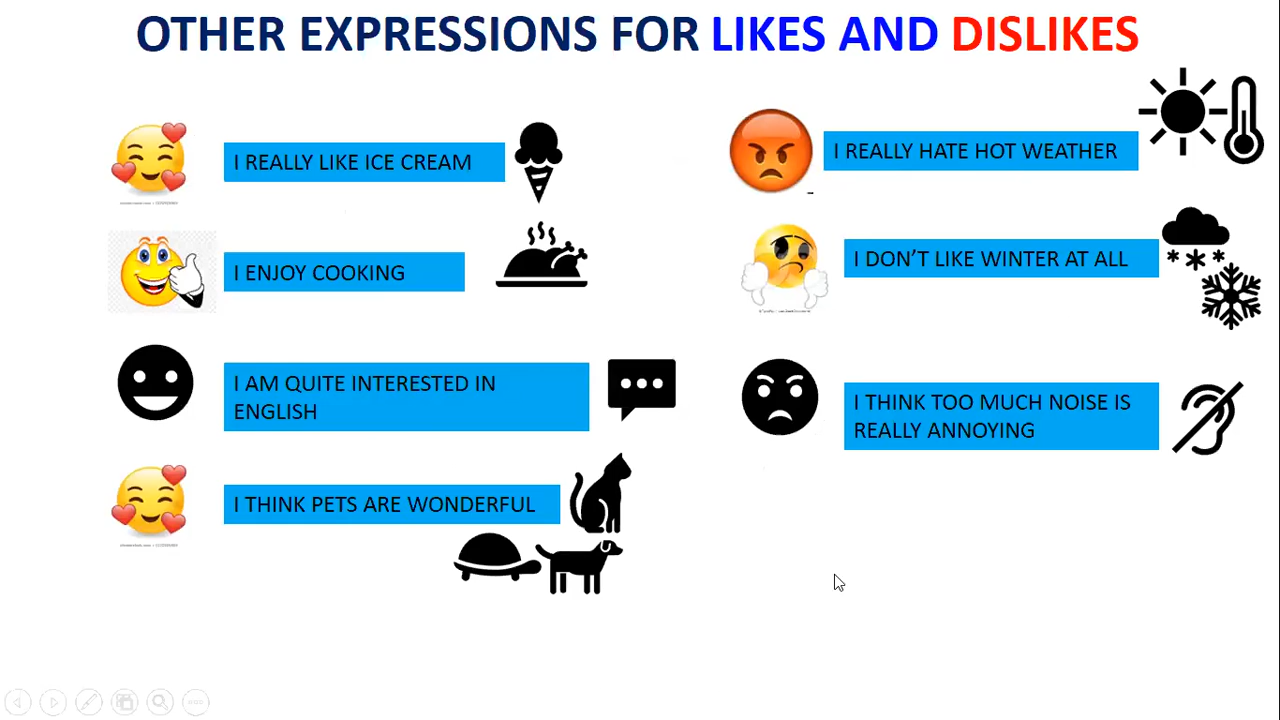 OTHER EXPRESSIONS FOR LIKES AND DISLIKES
I REALLY LIKE ICE CREAM
I ENJOY COOKING
I AM QUITE INTERESTED IN
ENGLISH
I THINK PETS ARE WONDERFUL
I REALLY HATE HOT WEATHER
I DON’T LIKE WINTER AT ALL
I THINK TOO MUCH NOISE IS
REALLY ANNOYING